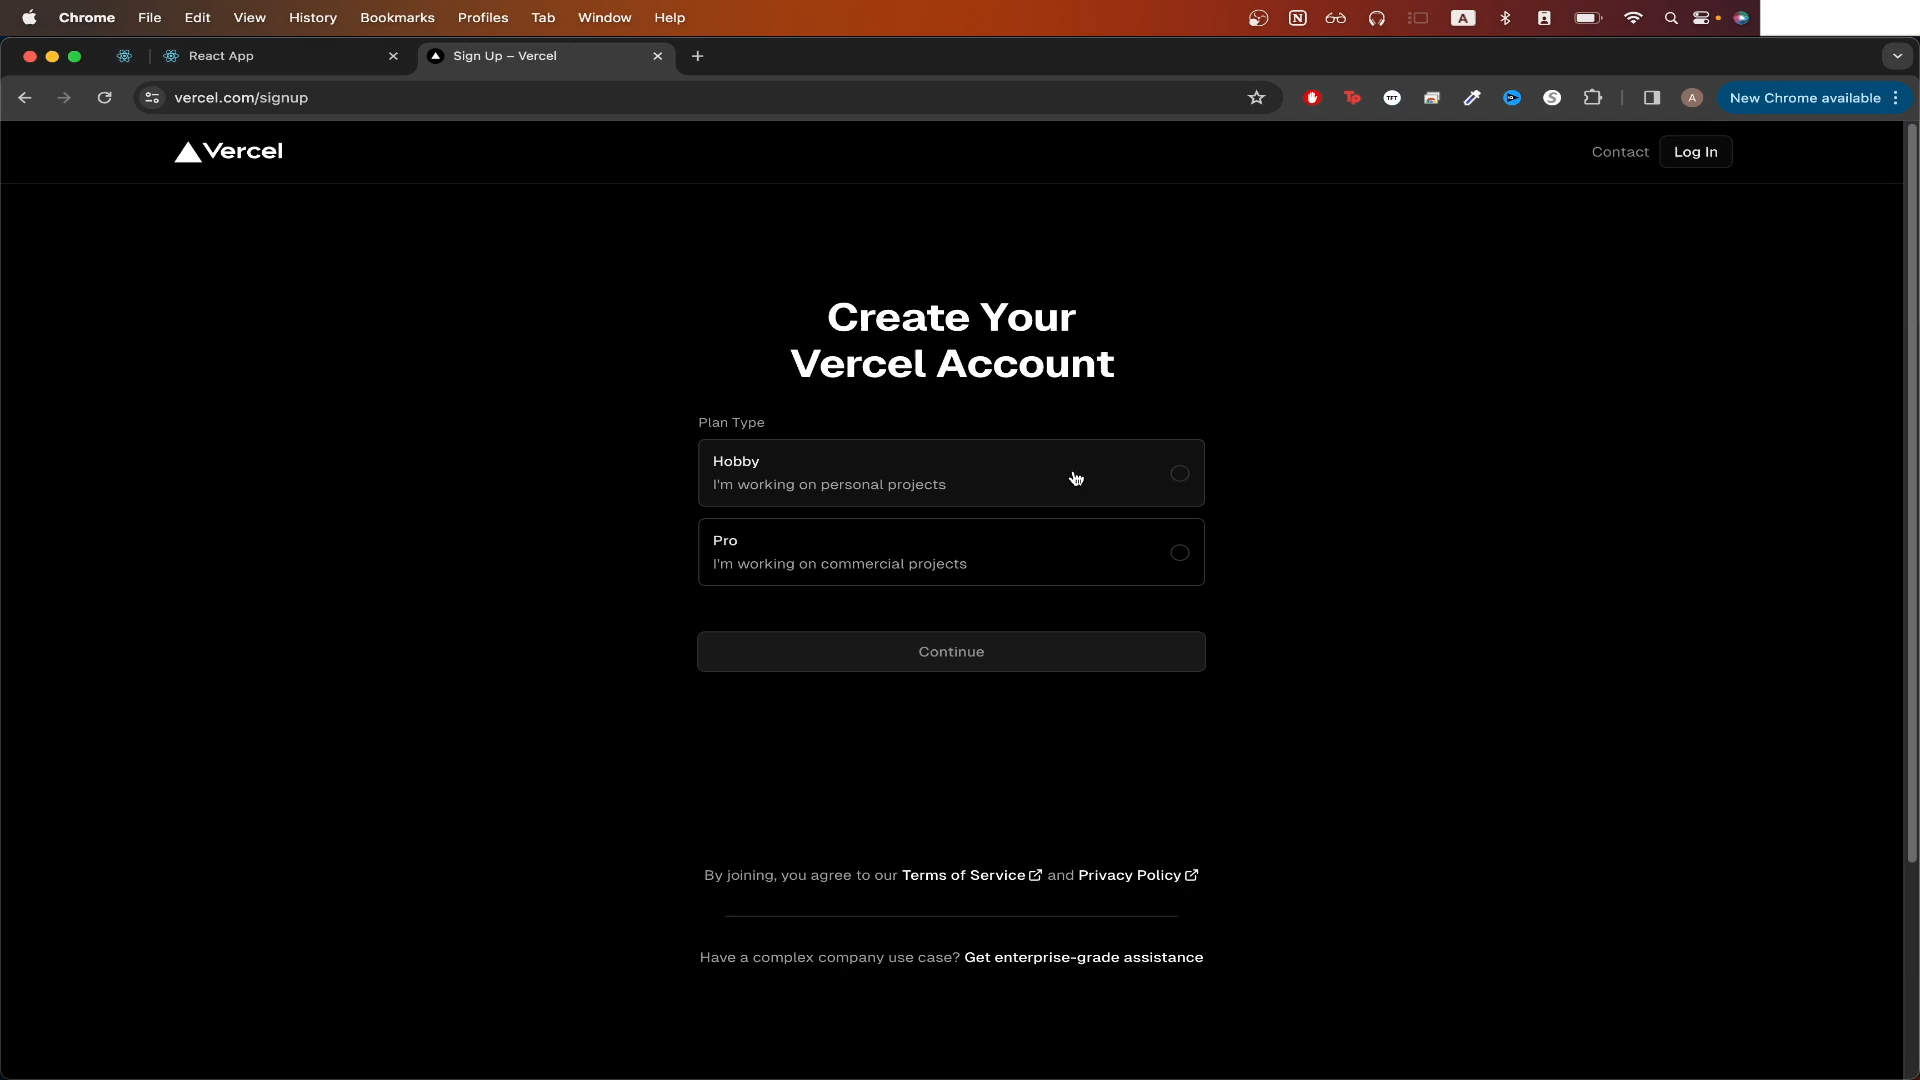 Chrome File Edit View History Bookmarks Profiles Tab Window Help
A
React App
Sign Up – Vercel
vercel.com/signup
Tp
TFT
S
A
New Chrome available
Vercel
Contact
Log In
Create Your
Vercel Account
Plan Type
Hobby
I'm working on personal projects
Pro
I'm working on commercial projects
Continue
By joining, you agree to our Terms of Service and Privacy Policy
Have a complex company use case? Get enterprise-grade assistance